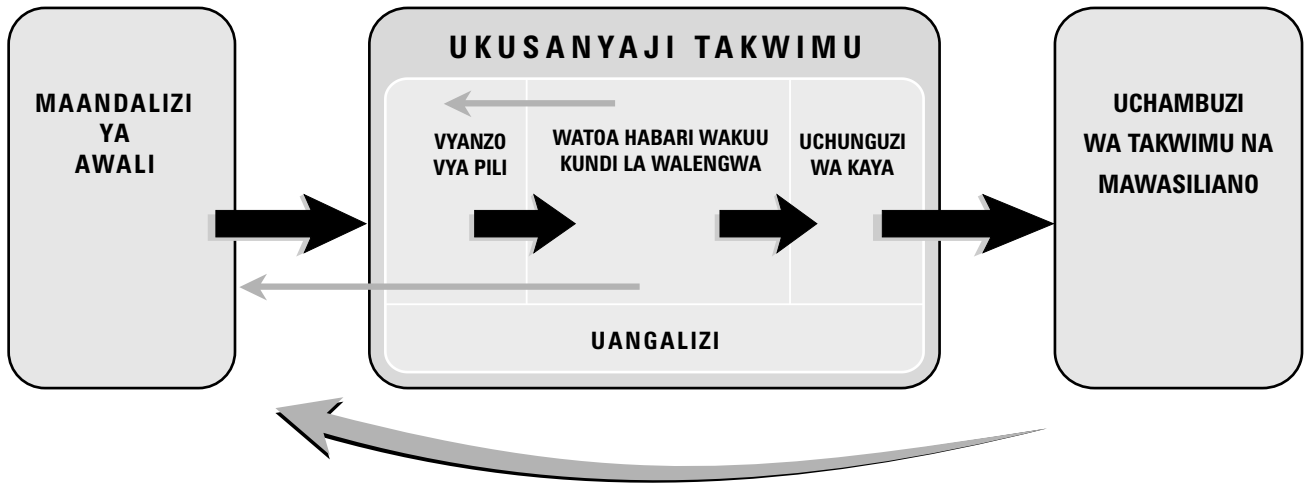 MAANDALIZI
YA
AWALI
UKUSANYAJI TAKWIMU
VYANZO
VYA PILI
WATOA HABARI WAKUU
KUNDI LA WALENGWA
UCHUNGUZI
WA KAYA
UANGALIZI
UCHAMBUZI
WA TAKWIMU NA
MAWASILIANO